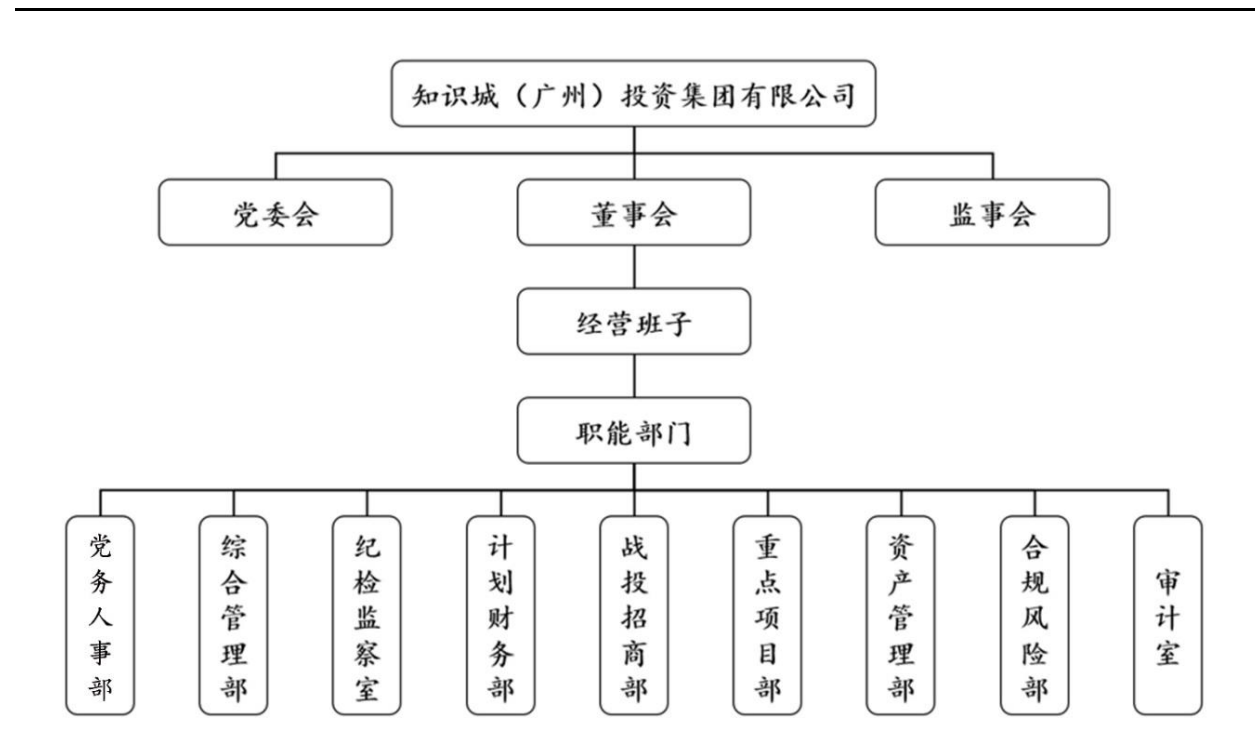 知识城（广州）投资集团有限公司
党委会
董事会
监事会
经营班子
职能部门
党务人事部
综合管理部
纪检监察室
计划财务部
战投招商部
重点项目部
资产管理部
合规风险部
审计室